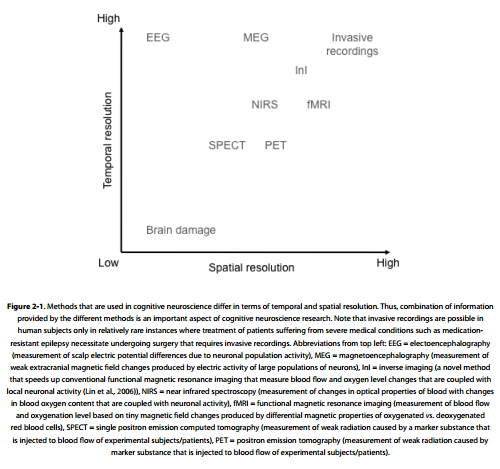 High
EEG
MEG
Invasive
recordings
InI
NIRS
fMRI
SPECT
PET
Temporal resolution
Brain damage
Low
Spatial resolution
High
Figure 2-1. Methods that are used in cognitive neuroscience differ in terms of temporal and spatial resolution. Thus, combination of information
provided by the different methods is an important aspect of cognitive neuroscience research. Note that invasive recordings are possible in
human subjects only in relatively rare instances where treatment of patients suffering from severe medical conditions such as medication-
resistant epilepsy necessitate undergoing surgery that requires invasive recordings. Abbreviations from top left: EEG = electoencephalography
(measurement of scalp electric potential differences due to neuronal population activity), MEG = magnetoencephalography (measurement of
weak extracranial magnetic field changes produced by electric activity of large populations of neurons), InI = inverse imaging (a novel method
that speeds up conventional functional magnetic resonance imaging that measure blood flow and oxygen level changes that are coupled with
local neuronal activity (Lin et al., 2006)), NIRS = near infrared spectroscopy (measurement of changes in optical properties of blood with changes
in blood oxygen content that are coupled with neuronal activity), fMRI = functional magnetic resonance imaging (measurement of blood flow
and oxygenation level based on tiny magnetic field changes produced by differential magnetic properties of oxygenated vs. deoxygenated
red blood cells), SPECT = single positron emission computed tomography (measurement of weak radiation caused by a marker substance that
is injected to blood flow of experimental subjects/patients), PET = positron emission tomography (measurement of weak radiation caused by
marker substance that is injected to blood flow of experimental subjects/patients).